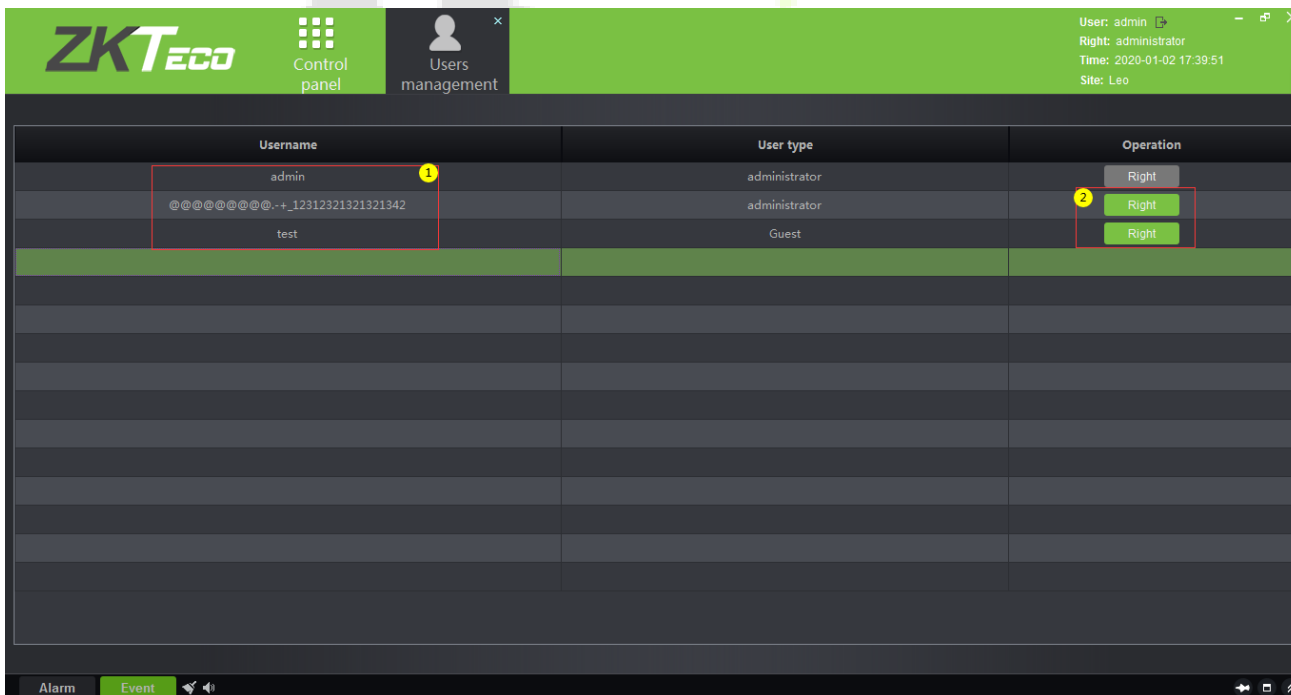 ZKTECO
Control
panel
Users
management
User: admin
Right: administrator
Time: 2020-01-02 17:39:51
Site: Leo
Username User type Operation
admin 1 administrator Right
@@@@@@@@@.-+_12312321321321342 administrator 2 Right
test Guest Right
Alarm Event